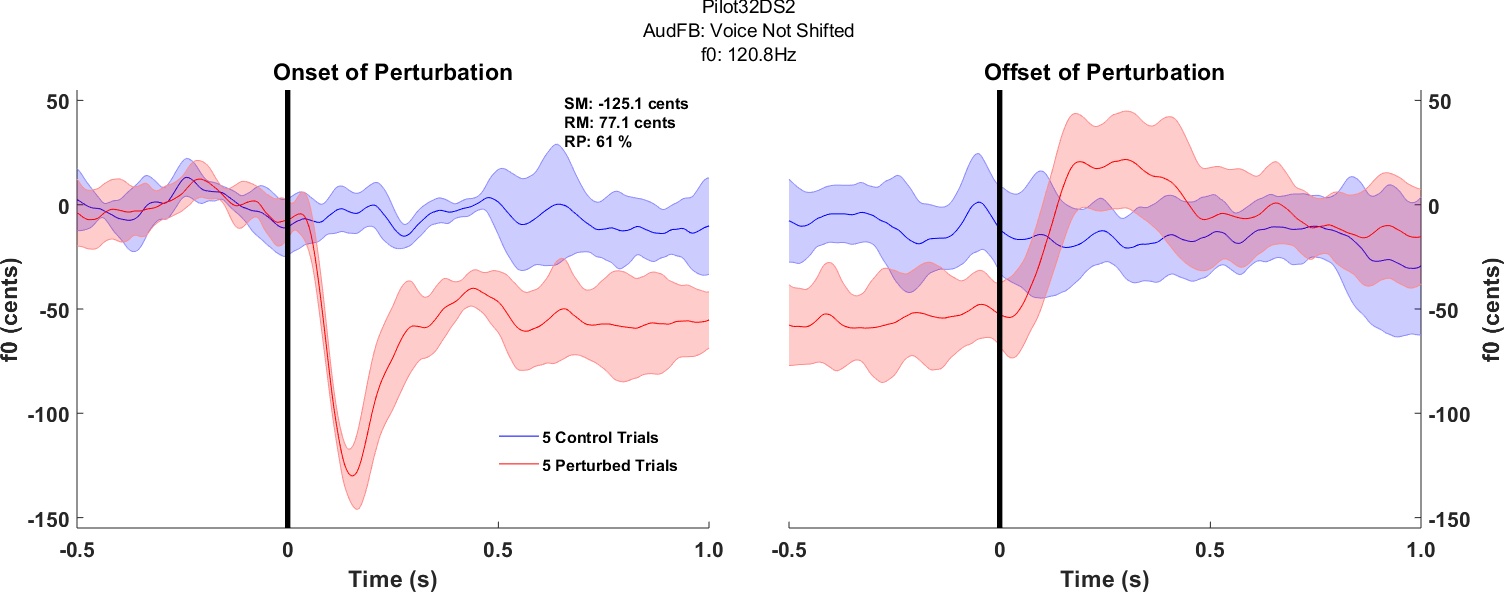 Pilot32DS2
AudFB: Voice Not Shifted
f0: 120.8Hz
Onset of Perturbation
SM: -125.1 cents
RM: 77.1 cents
RP: 61 %
50
0
-50
-100
-150
f0 (cents)
-0.5
0
0.5
1.0
Time (s)
5 Control Trials
5 Perturbed Trials
Offset of Perturbation
50
0
-50
-100
-150
f0 (cents)
-0.5
0
0.5
1.0
Time (s)